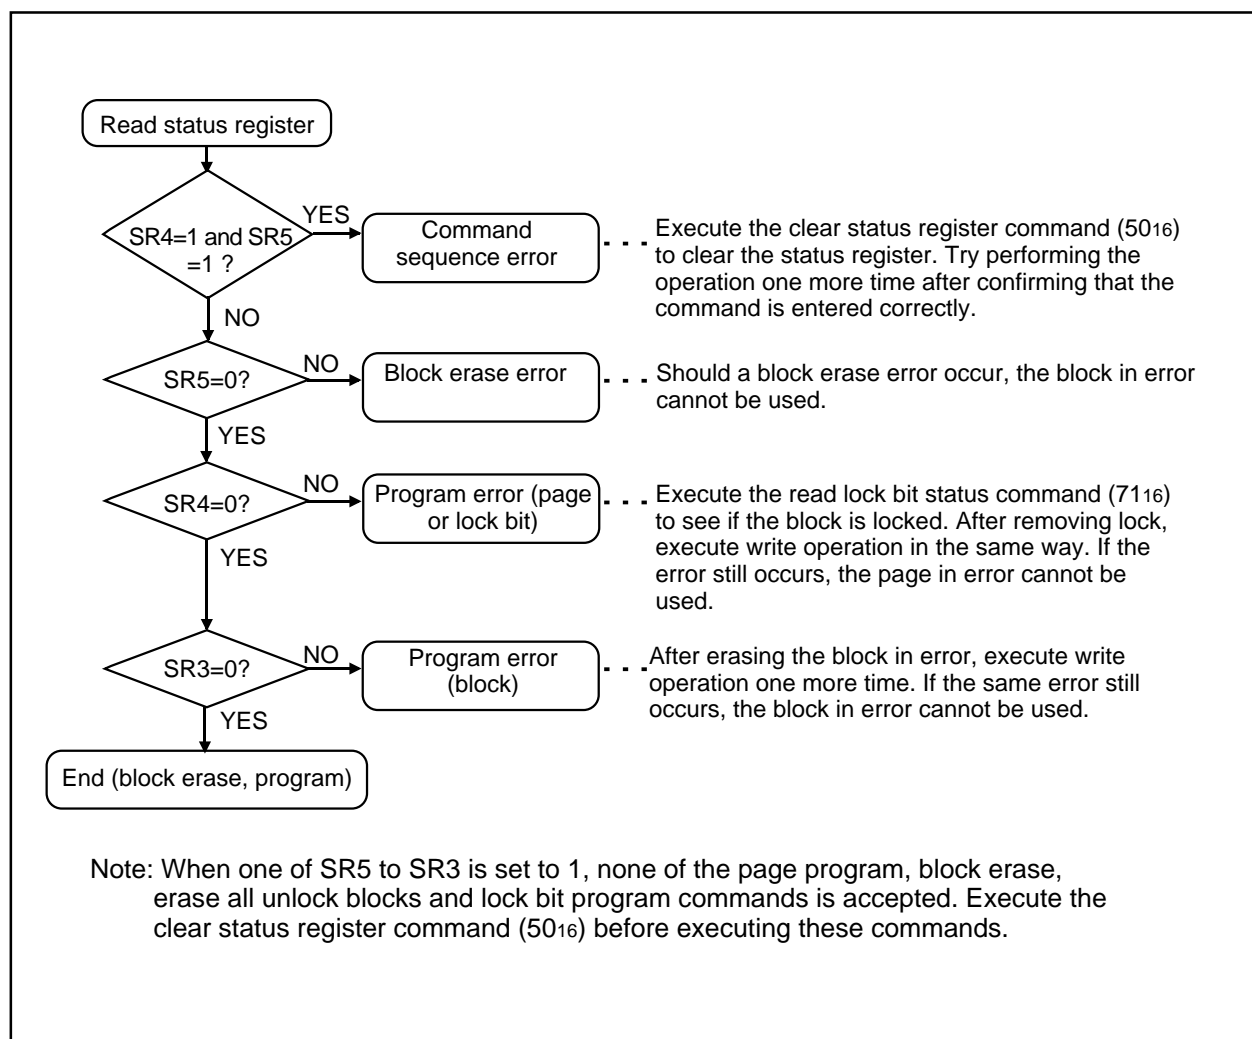 Read status register
SR4=1 and SR5
=1 ?
YES
Command
sequence error
Execute the clear status register command (5016)
to clear the status register. Try performing the
operation one more time after confirming that the
command is entered correctly.
NO
SR5=0?
NO
Block erase error
Should a block erase error occur, the block in error
cannot be used.
YES
SR4=0?
NO
Program error (page
or lock bit)
Execute the read lock bit status command (7116)
to see if the block is locked. After removing lock,
execute write operation in the same way. If the
error still occurs, the page in error cannot be
used.
YES
SR3=0?
NO
Program error
(block)
After erasing the block in error, execute write
operation one more time. If the same error still
occurs, the block in error cannot be used.
YES
End (block erase, program)
Note: When one of SR5 to SR3 is set to 1, none of the page program, block erase,
erase all unlock blocks and lock bit program commands is accepted. Execute the
clear status register command (5016) before executing these commands.